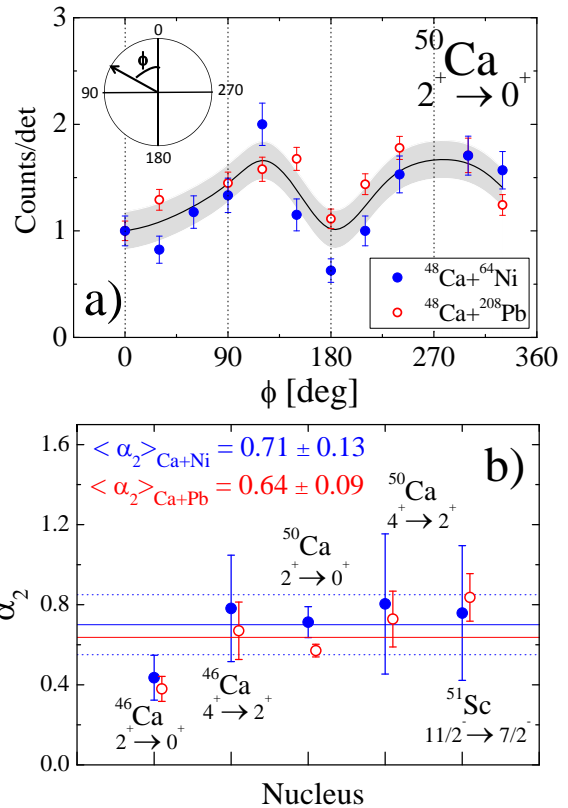 3
2
1
0
Counts/det
0
90
270
180
ϕ
⁵⁰Ca
2⁺→0⁺
a)
⁴⁸Ca+⁶⁴Ni
⁴⁸Ca+²⁰⁸Pb
0 90 180 270 360
ϕ [deg]
1.6
1.2
0.8
0.4
0.0
α₂
< α₂>Ca+Ni = 0.71 ± 0.13
< α₂>Ca+Pb = 0.64 ± 0.09
b)
⁵⁰Ca
4⁺→2⁺
⁵⁰Ca
2⁺→0⁺
⁴⁶Ca
2⁺→0⁺
⁴⁶Ca
4⁺→2⁺
⁵¹Sc
11/2⁻→7/2⁻
Nucleus